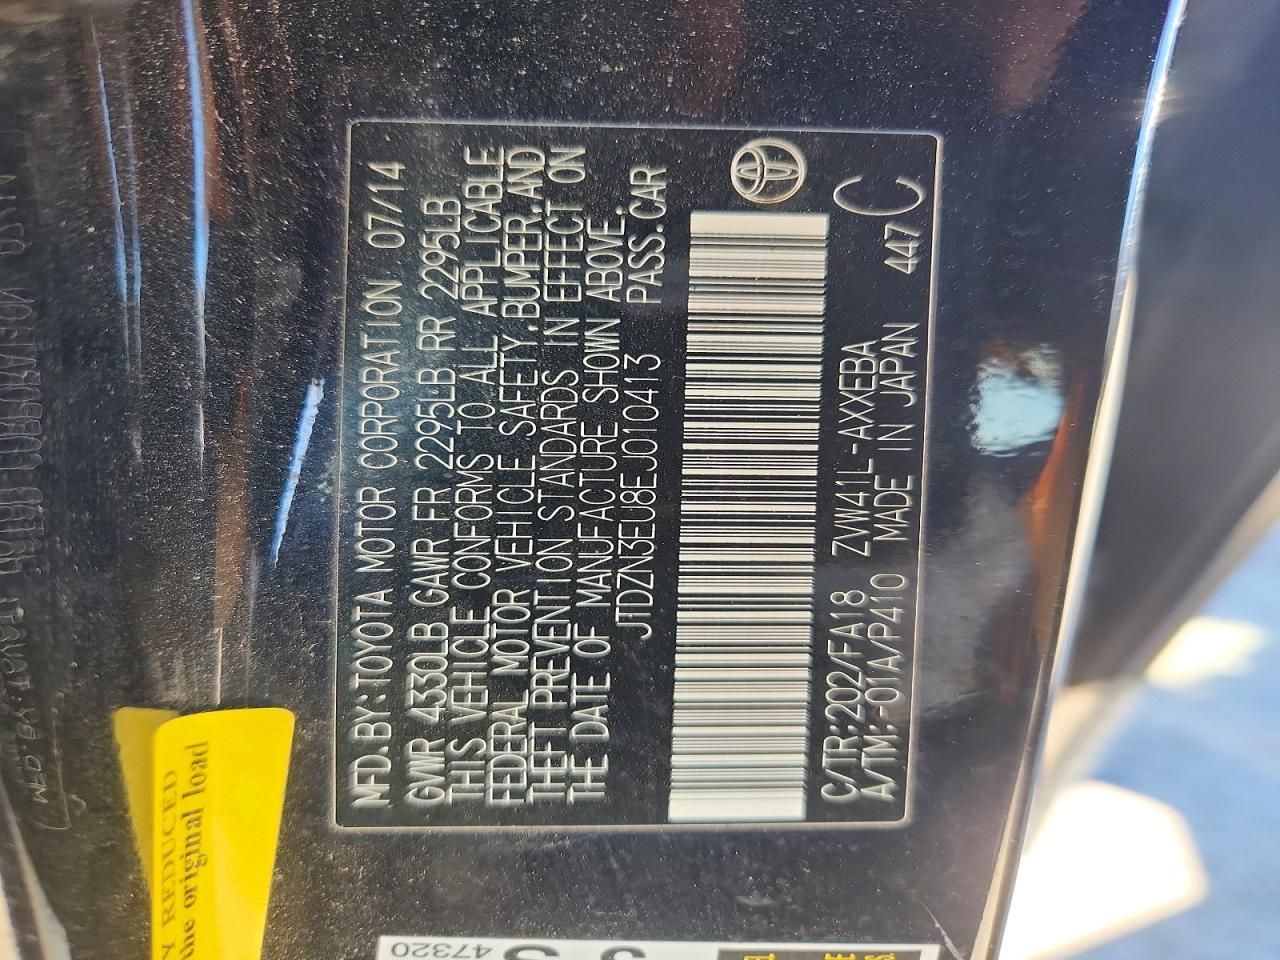 MFD.BY:TOYOTA MOTOR CORPORATION 07/14
GVWR 4330LB GAWR FR 2295LB RR 2295LB
THIS VEHICLE CONFORMS TO ALL APPLICABLE
FEDERAL MOTOR VEHICLE SAFETY,BUMPER,AND
THEFT PREVENTION STANDARDS IN EFFECT ON
THE DATE OF MANUFACTURE SHOWN ABOVE.
JTDZN3EU8EJ010413 PASS.CAR
C/TR:202/FA18 ZVW41L-AXXEBA C
A/TM:-01A/P410 MADE IN JAPAN 447
REDUCED
the original load
47320